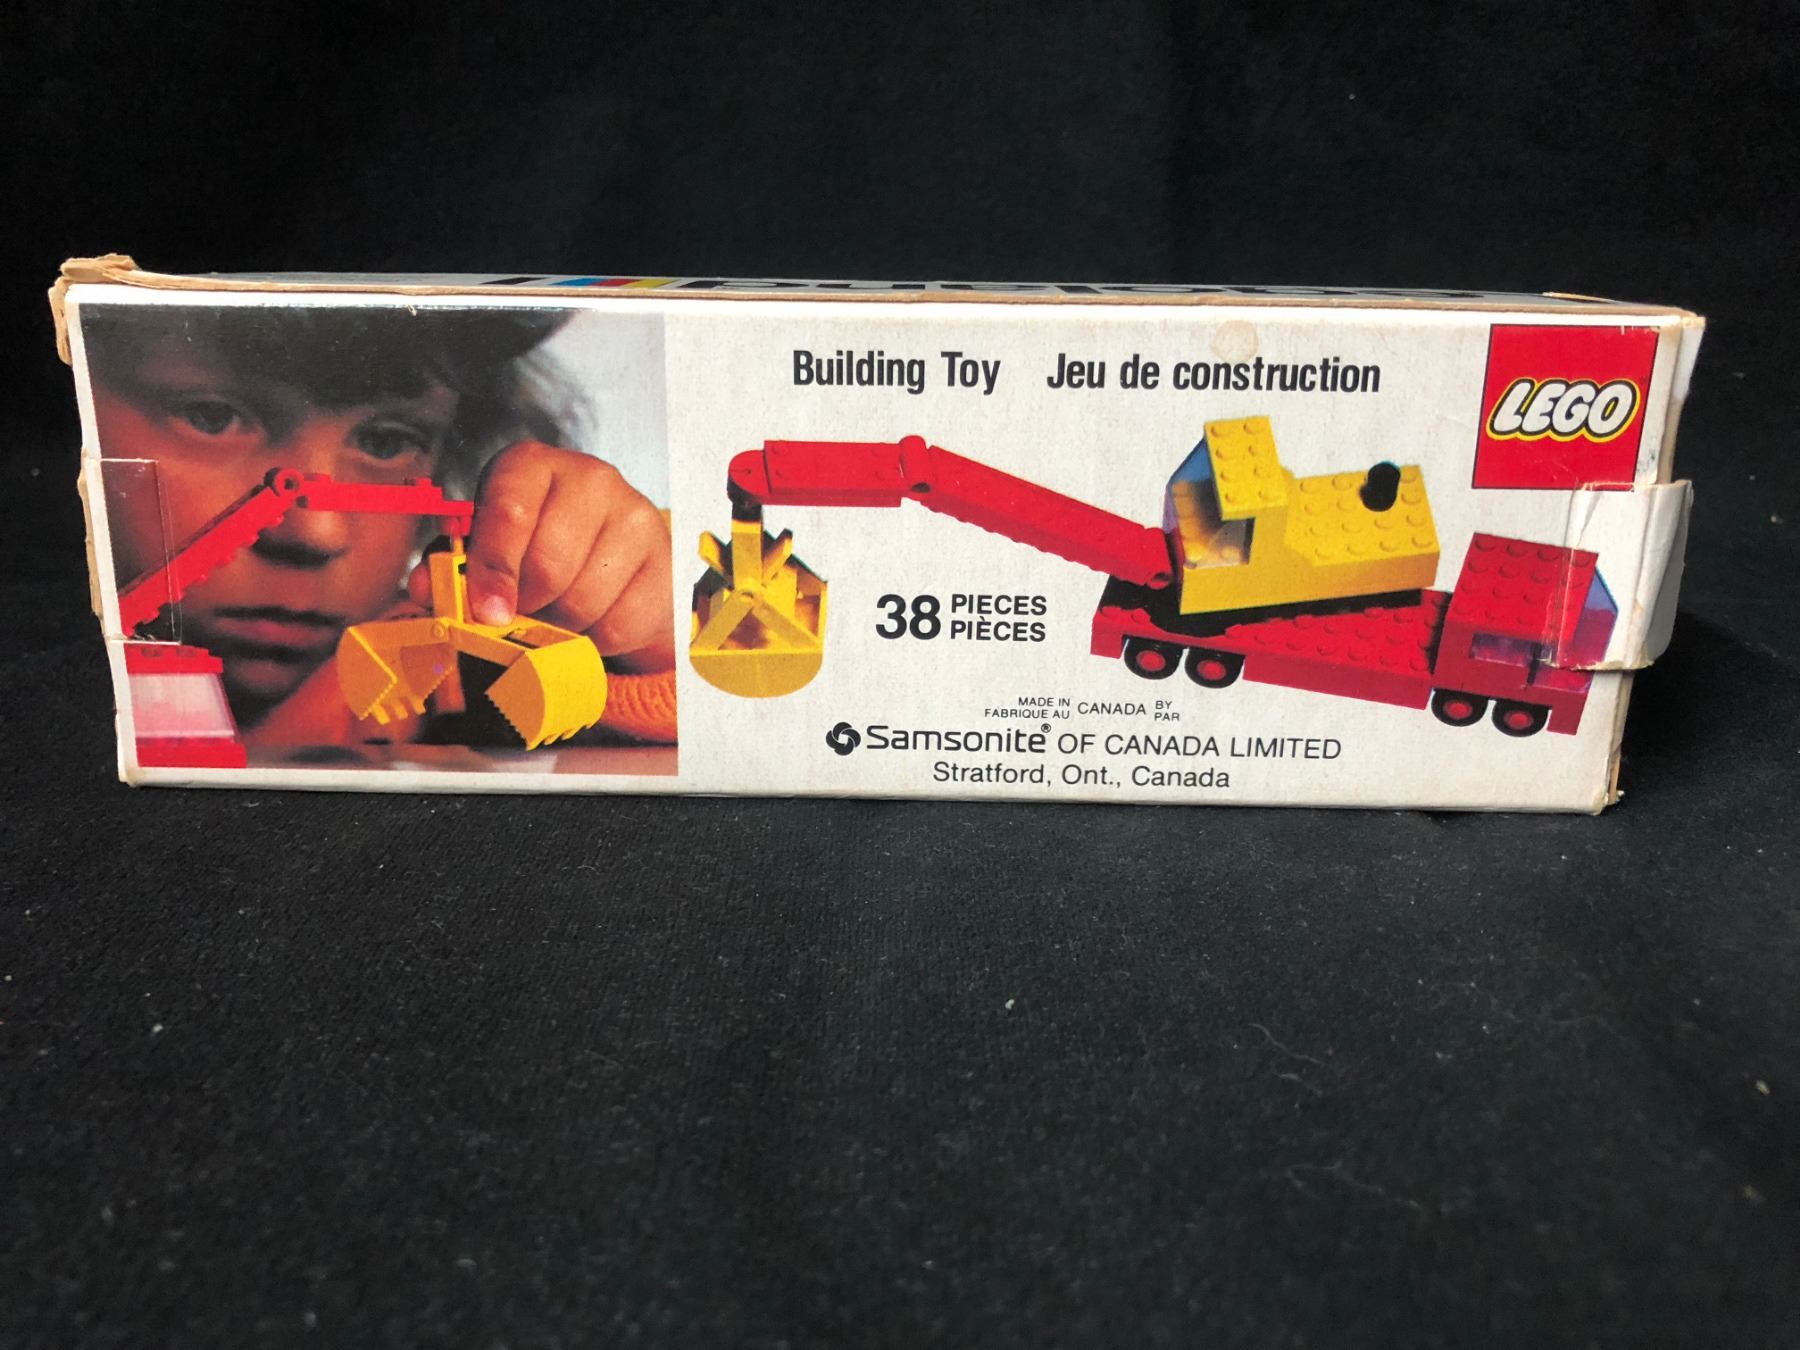 Building Toy Jeu de construction
LEGO
38 PIECES
PIÈCES
MADE IN CANADA BY
FABRIQUE AU PAR
Samsonite® OF CANADA LIMITED
Stratford, Ont., Canada